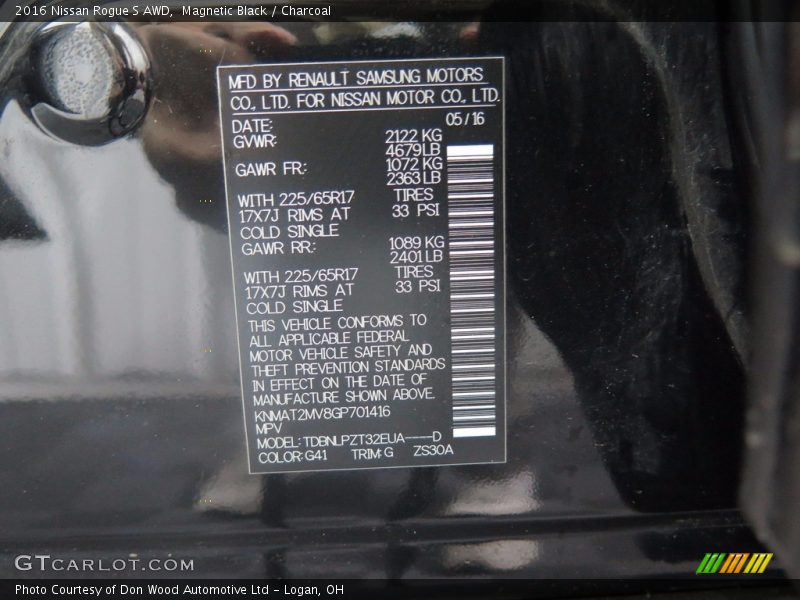 2016 Nissan Rogue S AWD, Magnetic Black / Charcoal
MFD BY RENAULT SAMSUNG MOTORS
CO., LTD. FOR NISSAN MOTOR CO., LTD.
DATE: 05/16
GVWR: 2122 KG
4679 LB
GAWR FR: 1072 KG
2363 LB
WITH 225/65R17 TIRES
17X7J RIMS AT 33 PSI
COLD SINGLE
GAWR RR: 1089 KG
2401 LB
WITH 225/65R17 TIRES
17X7J RIMS AT 33 PSI
COLD SINGLE
THIS VEHICLE CONFORMS TO
ALL APPLICABLE FEDERAL
MOTOR VEHICLE SAFETY AND
THEFT PREVENTION STANDARDS
IN EFFECT ON THE DATE OF
MANUFACTURE SHOWN ABOVE.
KNMAT2MV8GP701416
MPV
MODEL: TDBNLPZT32EUA----D
COLOR: G41 TRIM: G ZS30A
GTCARLOT.COM
Photo Courtesy of Don Wood Automotive Ltd - Logan, OH